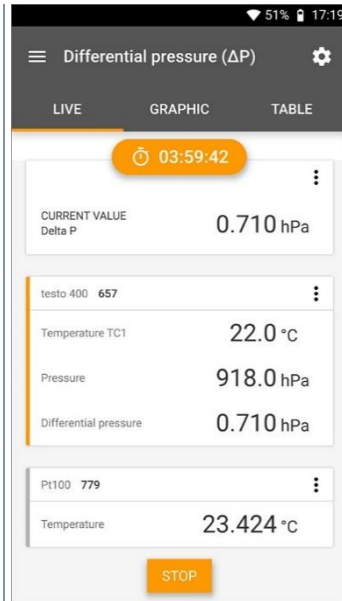 51% 17:19
Differential pressure (ΔP)
LIVE GRAPHIC TABLE
03:59:42
CURRENT VALUE
Delta P 0.710 hPa
testo 400 657
Temperature TC1 22.0 °C
Pressure 918.0 hPa
Differential pressure 0.710 hPa
Pt100 779
Temperature 23.424 °C
STOP